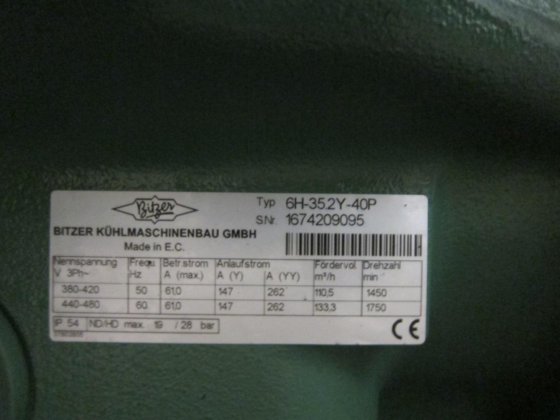 Bitzer
Typ 6H-35.2Y-40P
S.Nr. 1674209095
BITZER KÜHLMASCHINENBAU GMBH
Made in E.C.
Nennspannung Frequ. Betr.strom Anlaufstrom Fördervol. Drehzahl
V 3Ph~ Hz A (max.) A (Y) A (YY) m³/h min
380-420 50 61,0 147 262 110,5 1450
440-480 60 61,0 147 262 133,3 1750
IP 54 ND/HD max. 19 / 28 bar
CE